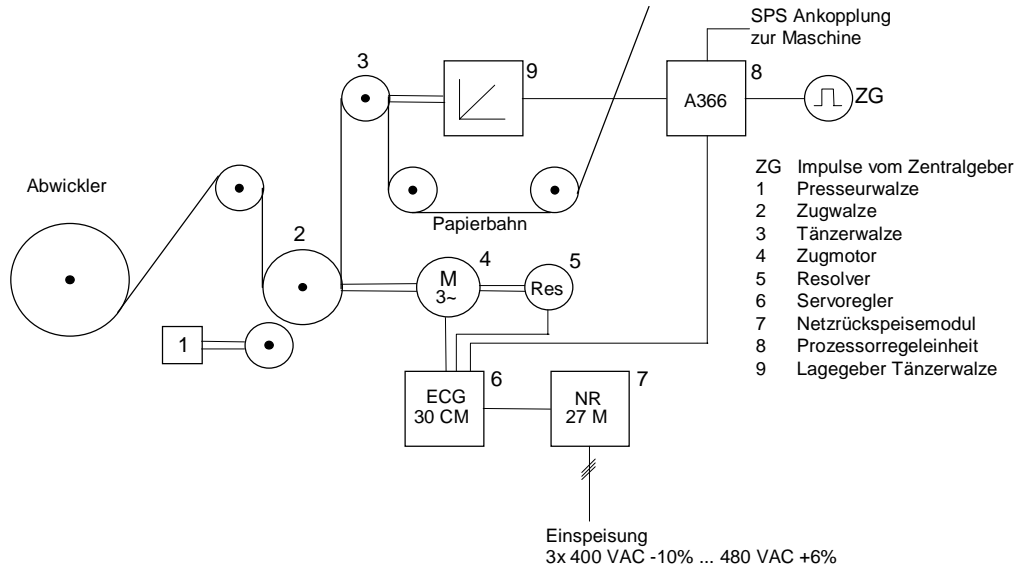 SPS Ankopplung
zur Maschine
3
9
8
A366
ZG
Abwickler
Papierbahn
2
4
5
M
3~
Res
1
ECG
30 CM
6
NR
27 M
7
Einspeisung
3x 400 VAC -10% ... 480 VAC +6%
ZG Impulse vom Zentralgeber
1 Presseurwalze
2 Zugwalze
3 Tänzerwalze
4 Zugmotor
5 Resolver
6 Servoregler
7 Netzrückspeisemodul
8 Prozessorregeleinheit
9 Lagegeber Tänzerwalze